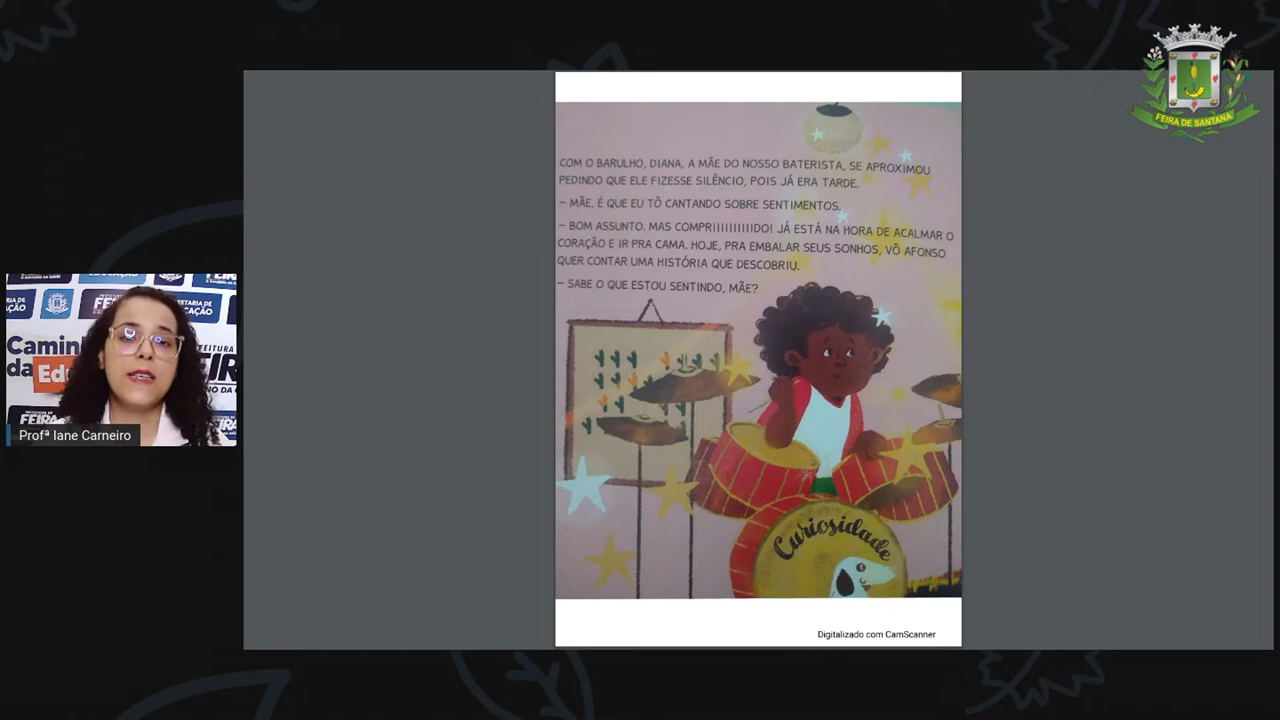 FEIRA DE SANTANA
COM O BARULHO, DIANA, A MÃE DO NOSSO BATERISTA, SE APROXIMOU
PEDINDO QUE ELE FIZESSE SILÊNCIO, POIS JÁ ERA TARDE.
– MÃE, É QUE EU TÔ CANTANDO SOBRE SENTIMENTOS.
– BOM ASSUNTO. MAS COMPRIIIIIIIIIIDO! JÁ ESTÁ NA HORA DE ACALMAR O
CORAÇÃO E IR PRA CAMA. HOJE, PRA EMBALAR SEUS SONHOS, VÔ AFONSO
QUER CONTAR UMA HISTÓRIA QUE DESCOBRIU.
– SABE O QUE ESTOU SENTINDO, MÃE?
Curiosidade
Digitalizado com CamScanner
Caminh
da Edu
Profª Iane Carneiro